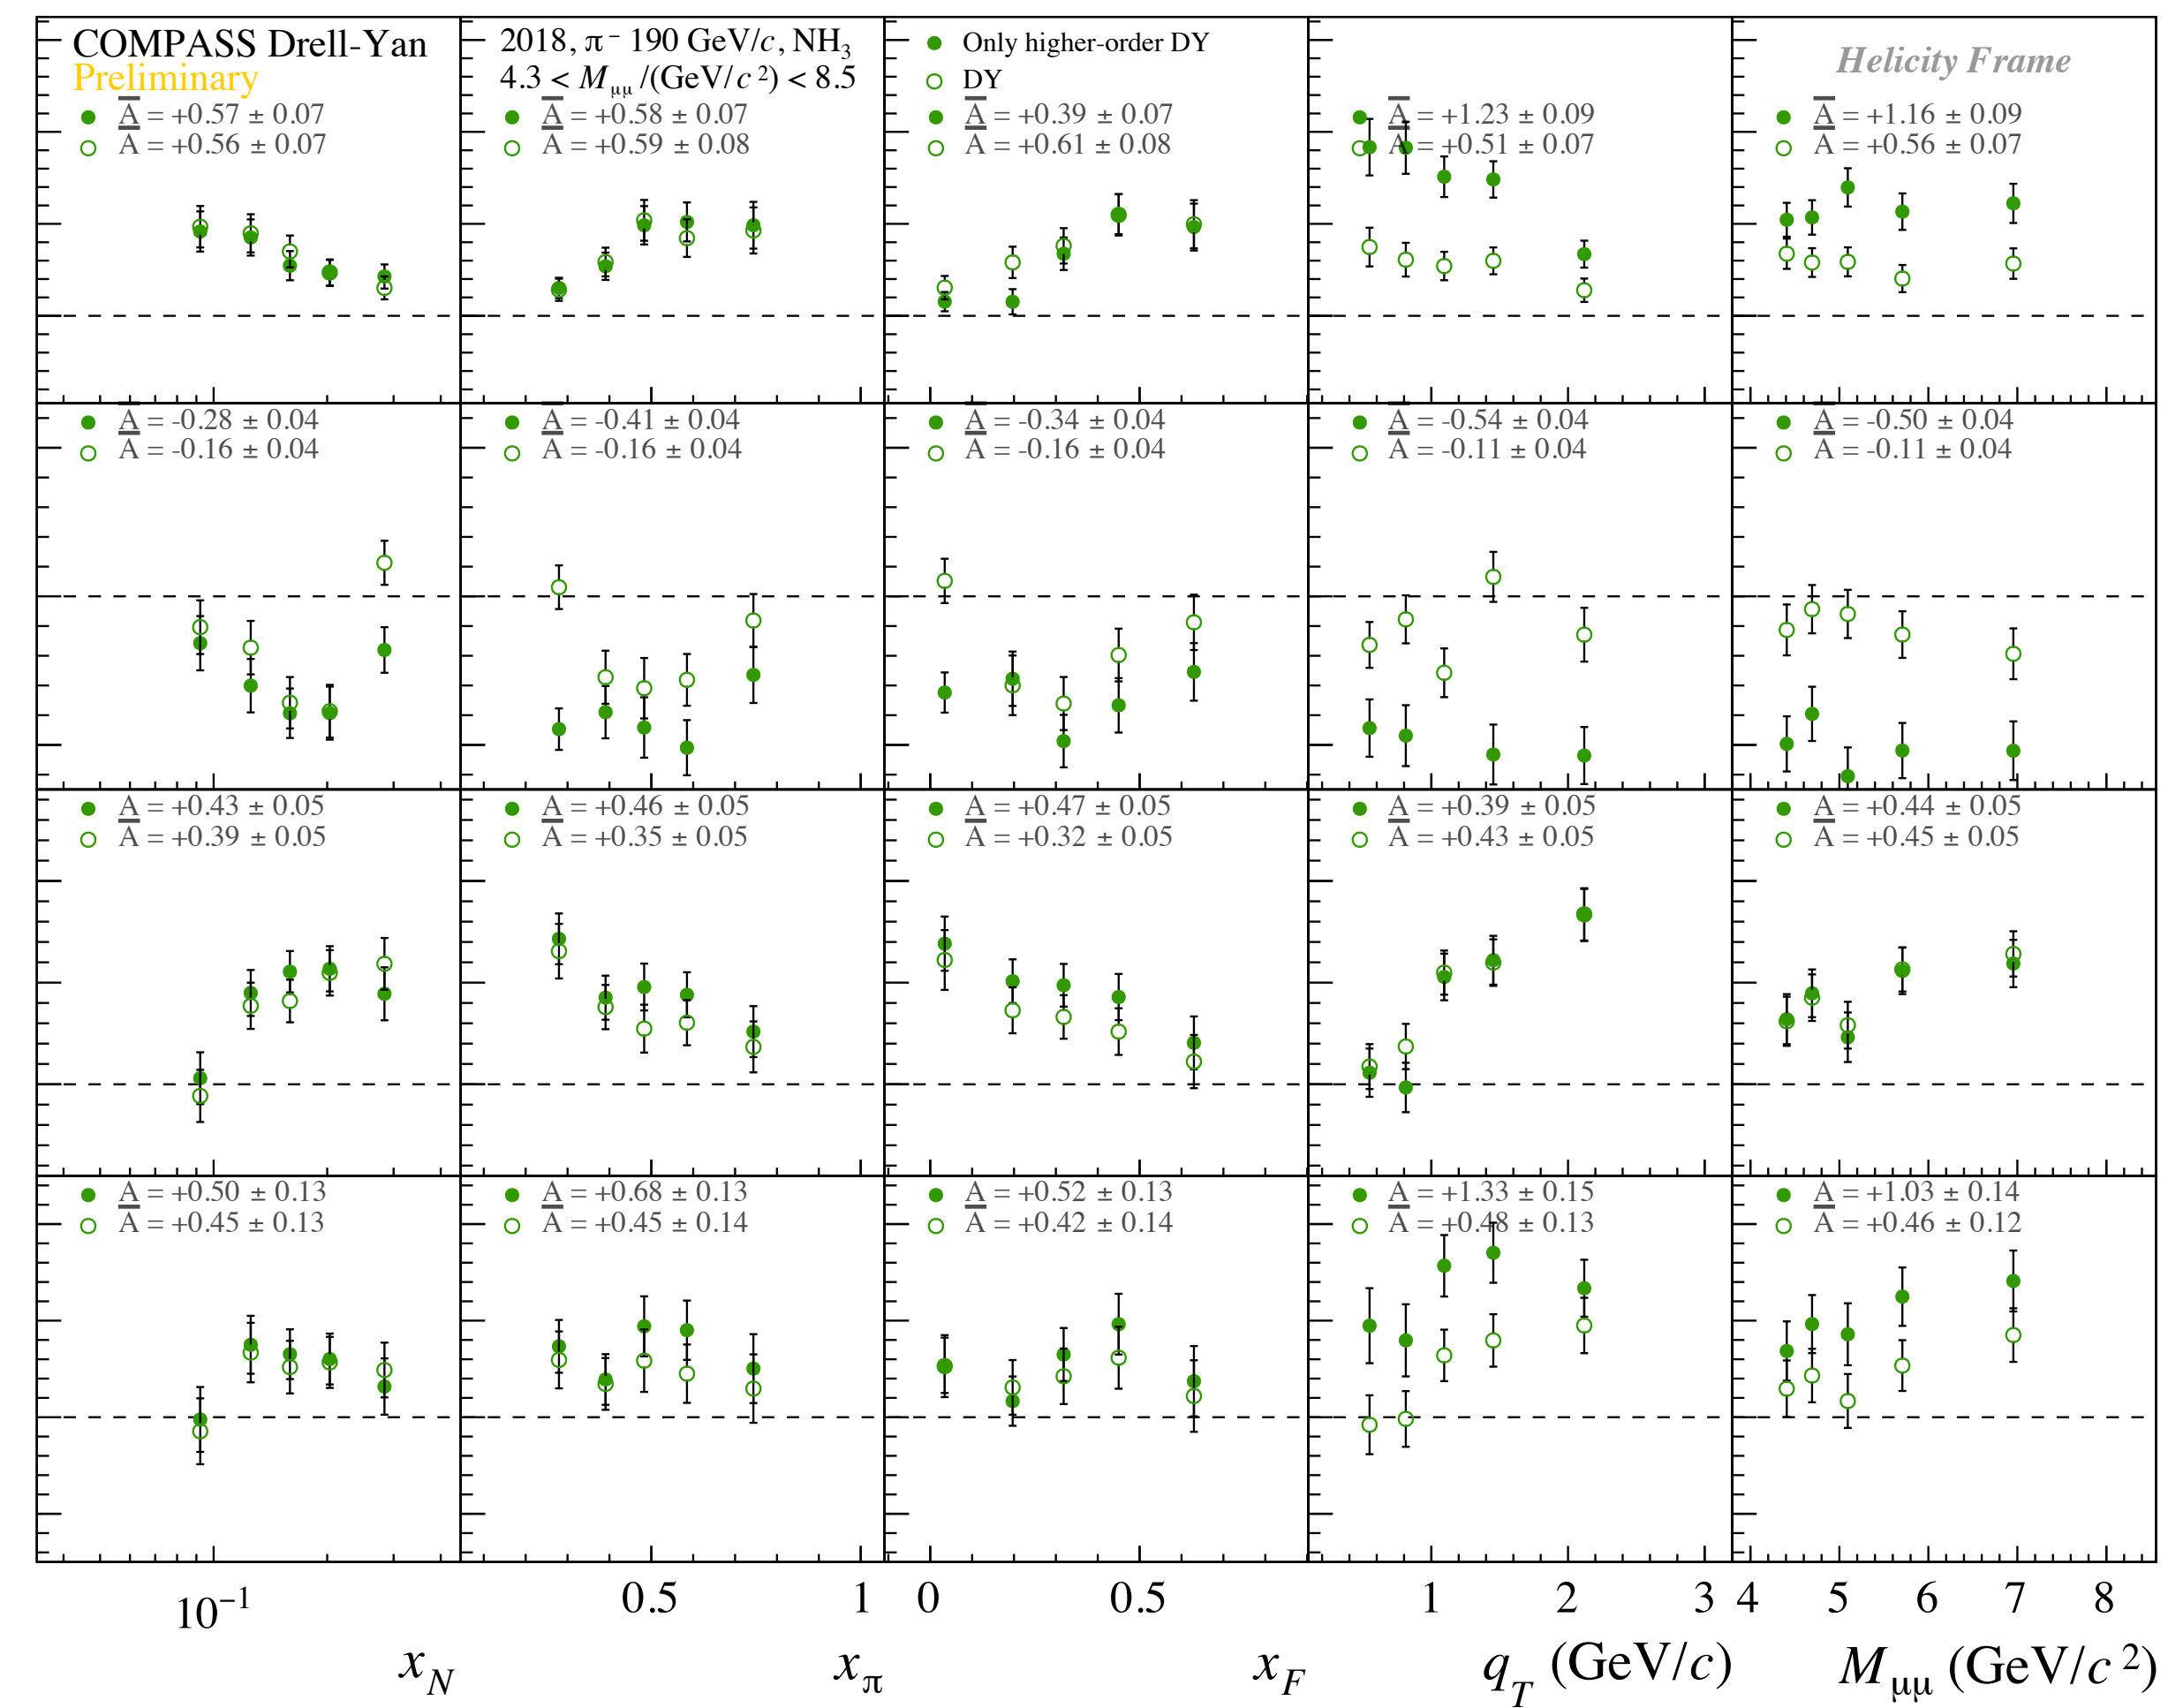 COMPASS Drell-Yan
Preliminary
A = +0.57 ± 0.07
A = +0.56 ± 0.07
2018, π⁻ 190 GeV/c, NH₃
4.3 < M_μμ /(GeV/c²) < 8.5
A = +0.58 ± 0.07
A = +0.59 ± 0.08
Only higher-order DY
DY
A = +0.39 ± 0.07
A = +0.61 ± 0.08
A = +1.23 ± 0.09
A = +0.51 ± 0.07
Helicity Frame
A = +1.16 ± 0.09
A = +0.56 ± 0.07
A = -0.28 ± 0.04
A = -0.16 ± 0.04
A = -0.41 ± 0.04
A = -0.16 ± 0.04
A = -0.34 ± 0.04
A = -0.16 ± 0.04
A = -0.54 ± 0.04
A = -0.11 ± 0.04
A = -0.50 ± 0.04
A = -0.11 ± 0.04
A = +0.43 ± 0.05
A = +0.39 ± 0.05
A = +0.46 ± 0.05
A = +0.35 ± 0.05
A = +0.47 ± 0.05
A = +0.32 ± 0.05
A = +0.39 ± 0.05
A = +0.43 ± 0.05
A = +0.44 ± 0.05
A = +0.45 ± 0.05
A = +0.50 ± 0.13
A = +0.45 ± 0.13
A = +0.68 ± 0.13
A = +0.45 ± 0.14
A = +0.52 ± 0.13
A = +0.42 ± 0.14
A = +1.33 ± 0.15
A = +0.48 ± 0.13
A = +1.03 ± 0.14
A = +0.46 ± 0.12
10⁻¹
0.5 1
0 0.5
1 2 3
4 5 6 7 8
x_N
x_π
x_F
q_T (GeV/c)
M_μμ (GeV/c²)